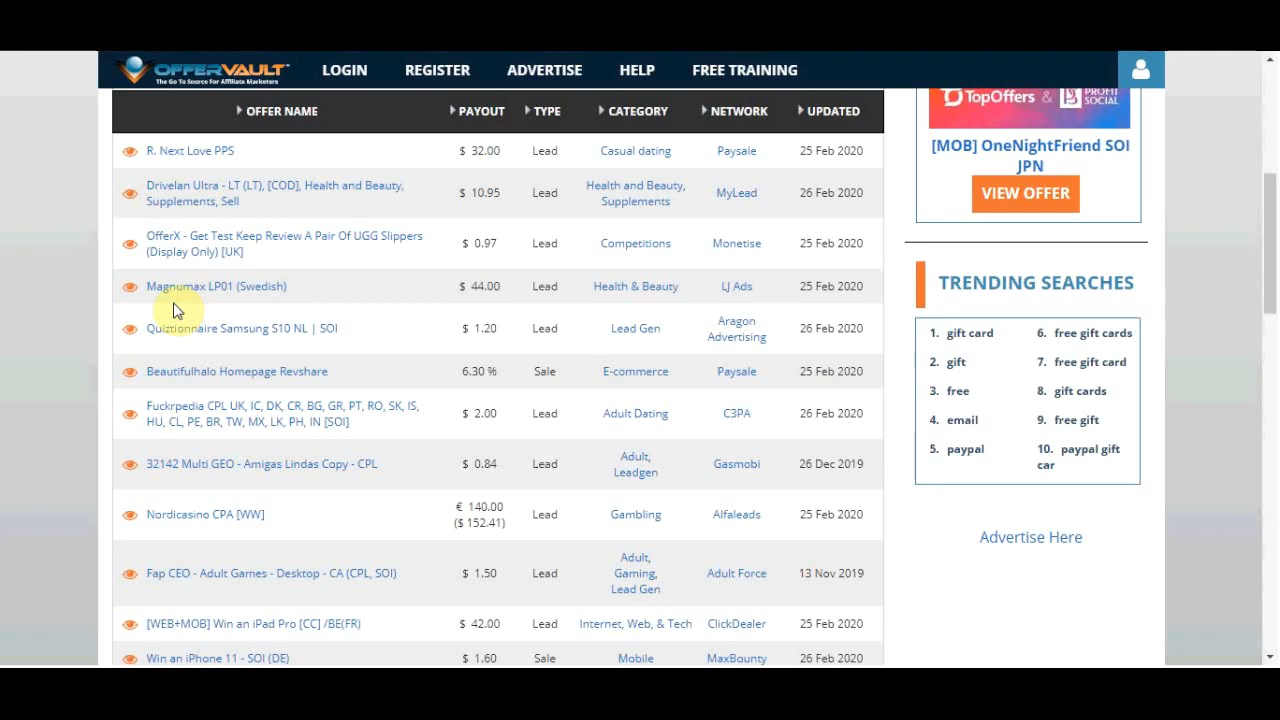 OFFERVAULT™
The Go To Source For Affiliate Marketers
LOGIN REGISTER ADVERTISE HELP FREE TRAINING
OFFER NAME PAYOUT TYPE CATEGORY NETWORK UPDATED
R. Next Love PPS $ 32.00 Lead Casual dating Paysale 25 Feb 2020
Drivelan Ultra - LT (LT), [COD], Health and Beauty,
Supplements, Sell
$ 10.95 Lead
Health and Beauty,
Supplements
MyLead 26 Feb 2020
OfferX - Get Test Keep Review A Pair Of UGG Slippers
(Display Only) [UK]
$ 0.97 Lead Competitions Monetise 25 Feb 2020
Magnumax LP01 (Swedish) $ 44.00 Lead Health & Beauty LJ Ads 25 Feb 2020
Quiztionnaire Samsung S10 NL | SOI $ 1.20 Lead Lead Gen
Aragon
Advertising
26 Feb 2020
Beautifulhalo Homepage Revshare 6.30 % Sale E-commerce Paysale 25 Feb 2020
Fuckrpedia CPL UK, IC, DK, CR, BG, GR, PT, RO, SK, IS,
HU, CL, PE, BR, TW, MX, LK, PH, IN [SOI]
$ 2.00 Lead Adult Dating C3PA 26 Feb 2020
32142 Multi GEO - Amigas Lindas Copy - CPL $ 0.84 Lead
Adult,
Leadgen
Gasmobi 26 Dec 2019
Nordicasino CPA [WW]
€ 140.00
($ 152.41)
Lead Gambling Alfaleads 25 Feb 2020
Fap CEO - Adult Games - Desktop - CA (CPL, SOI) $ 1.50 Lead
Adult,
Gaming,
Lead Gen
Adult Force 13 Nov 2019
[WEB+MOB] Win an iPad Pro [CC] /BE(FR) $ 42.00 Lead Internet, Web, & Tech ClickDealer 25 Feb 2020
Win an iPhone 11 - SOI (DE) $ 1.60 Sale Mobile MaxBounty 26 Feb 2020
TopOffers & PROFIT
SOCIAL
[MOB] OneNightFriend SOI
JPN
VIEW OFFER
TRENDING SEARCHES
1. gift card 6. free gift cards
2. gift 7. free gift card
3. free 8. gift cards
4. email 9. free gift
5. paypal 10. paypal gift
car
Advertise Here